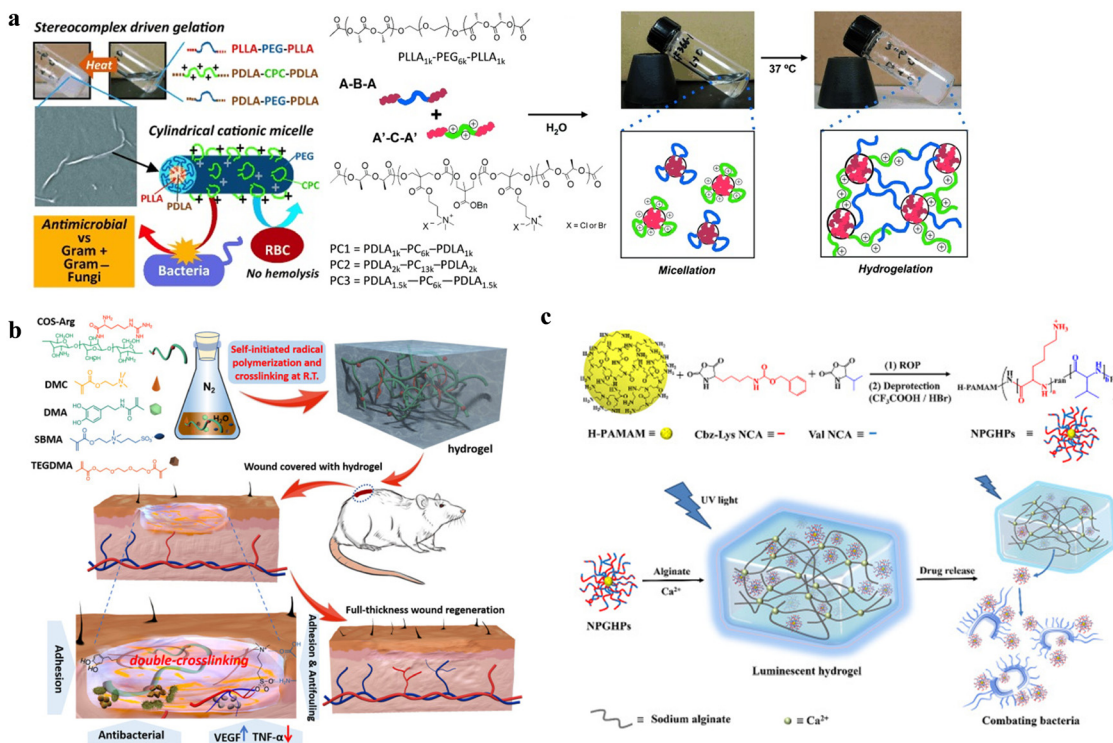 a
Stereocomplex driven gelation
Heat
PLLA-PEG-PLLA
PDLA-CPC-PDLA
PDLA-PEG-PDLA
Cylindrical cationic micelle
PEG
CPC
PLLA
PDLA
Antimicrobial
vs
Gram +
Gram –
Fungi
Bacteria
RBC
No hemolysis
PLLA1k-PEG6k-PLLA1k
A-B-A
+
A'-C-A'
H2O
OBn
X = Cl or Br
PC1 = PDLA1k–PC6k–PDLA1k
PC2 = PDLA2k–PC13k–PDLA2k
PC3 = PDLA1.5k–PC6k–PDLA1.5k
37 ºC
Micellation
Hydrogelation
b
COS-Arg
DMC
DMA
SBMA
TEGDMA
N2
H2O
Self-initiated radical
polymerization and
crosslinking at R.T.
hydrogel
Wound covered with hydrogel
Full-thickness wound regeneration
Adhesion
double-crosslinking
Adhesion & Antifouling
Antibacterial
VEGF
TNF-α
c
H-PAMAM ≡
Cbz-Lys NCA ≡
Val NCA ≡
(1) ROP
(2) Deprotection
(CF3COOH / HBr)
H-PAMAM
ran
NPGHPs ≡
UV light
NPGHPs
Alginate
Ca2+
Luminescent hydrogel
Drug release
Combating bacteria
≡ Sodium alginate
≡ Ca2+